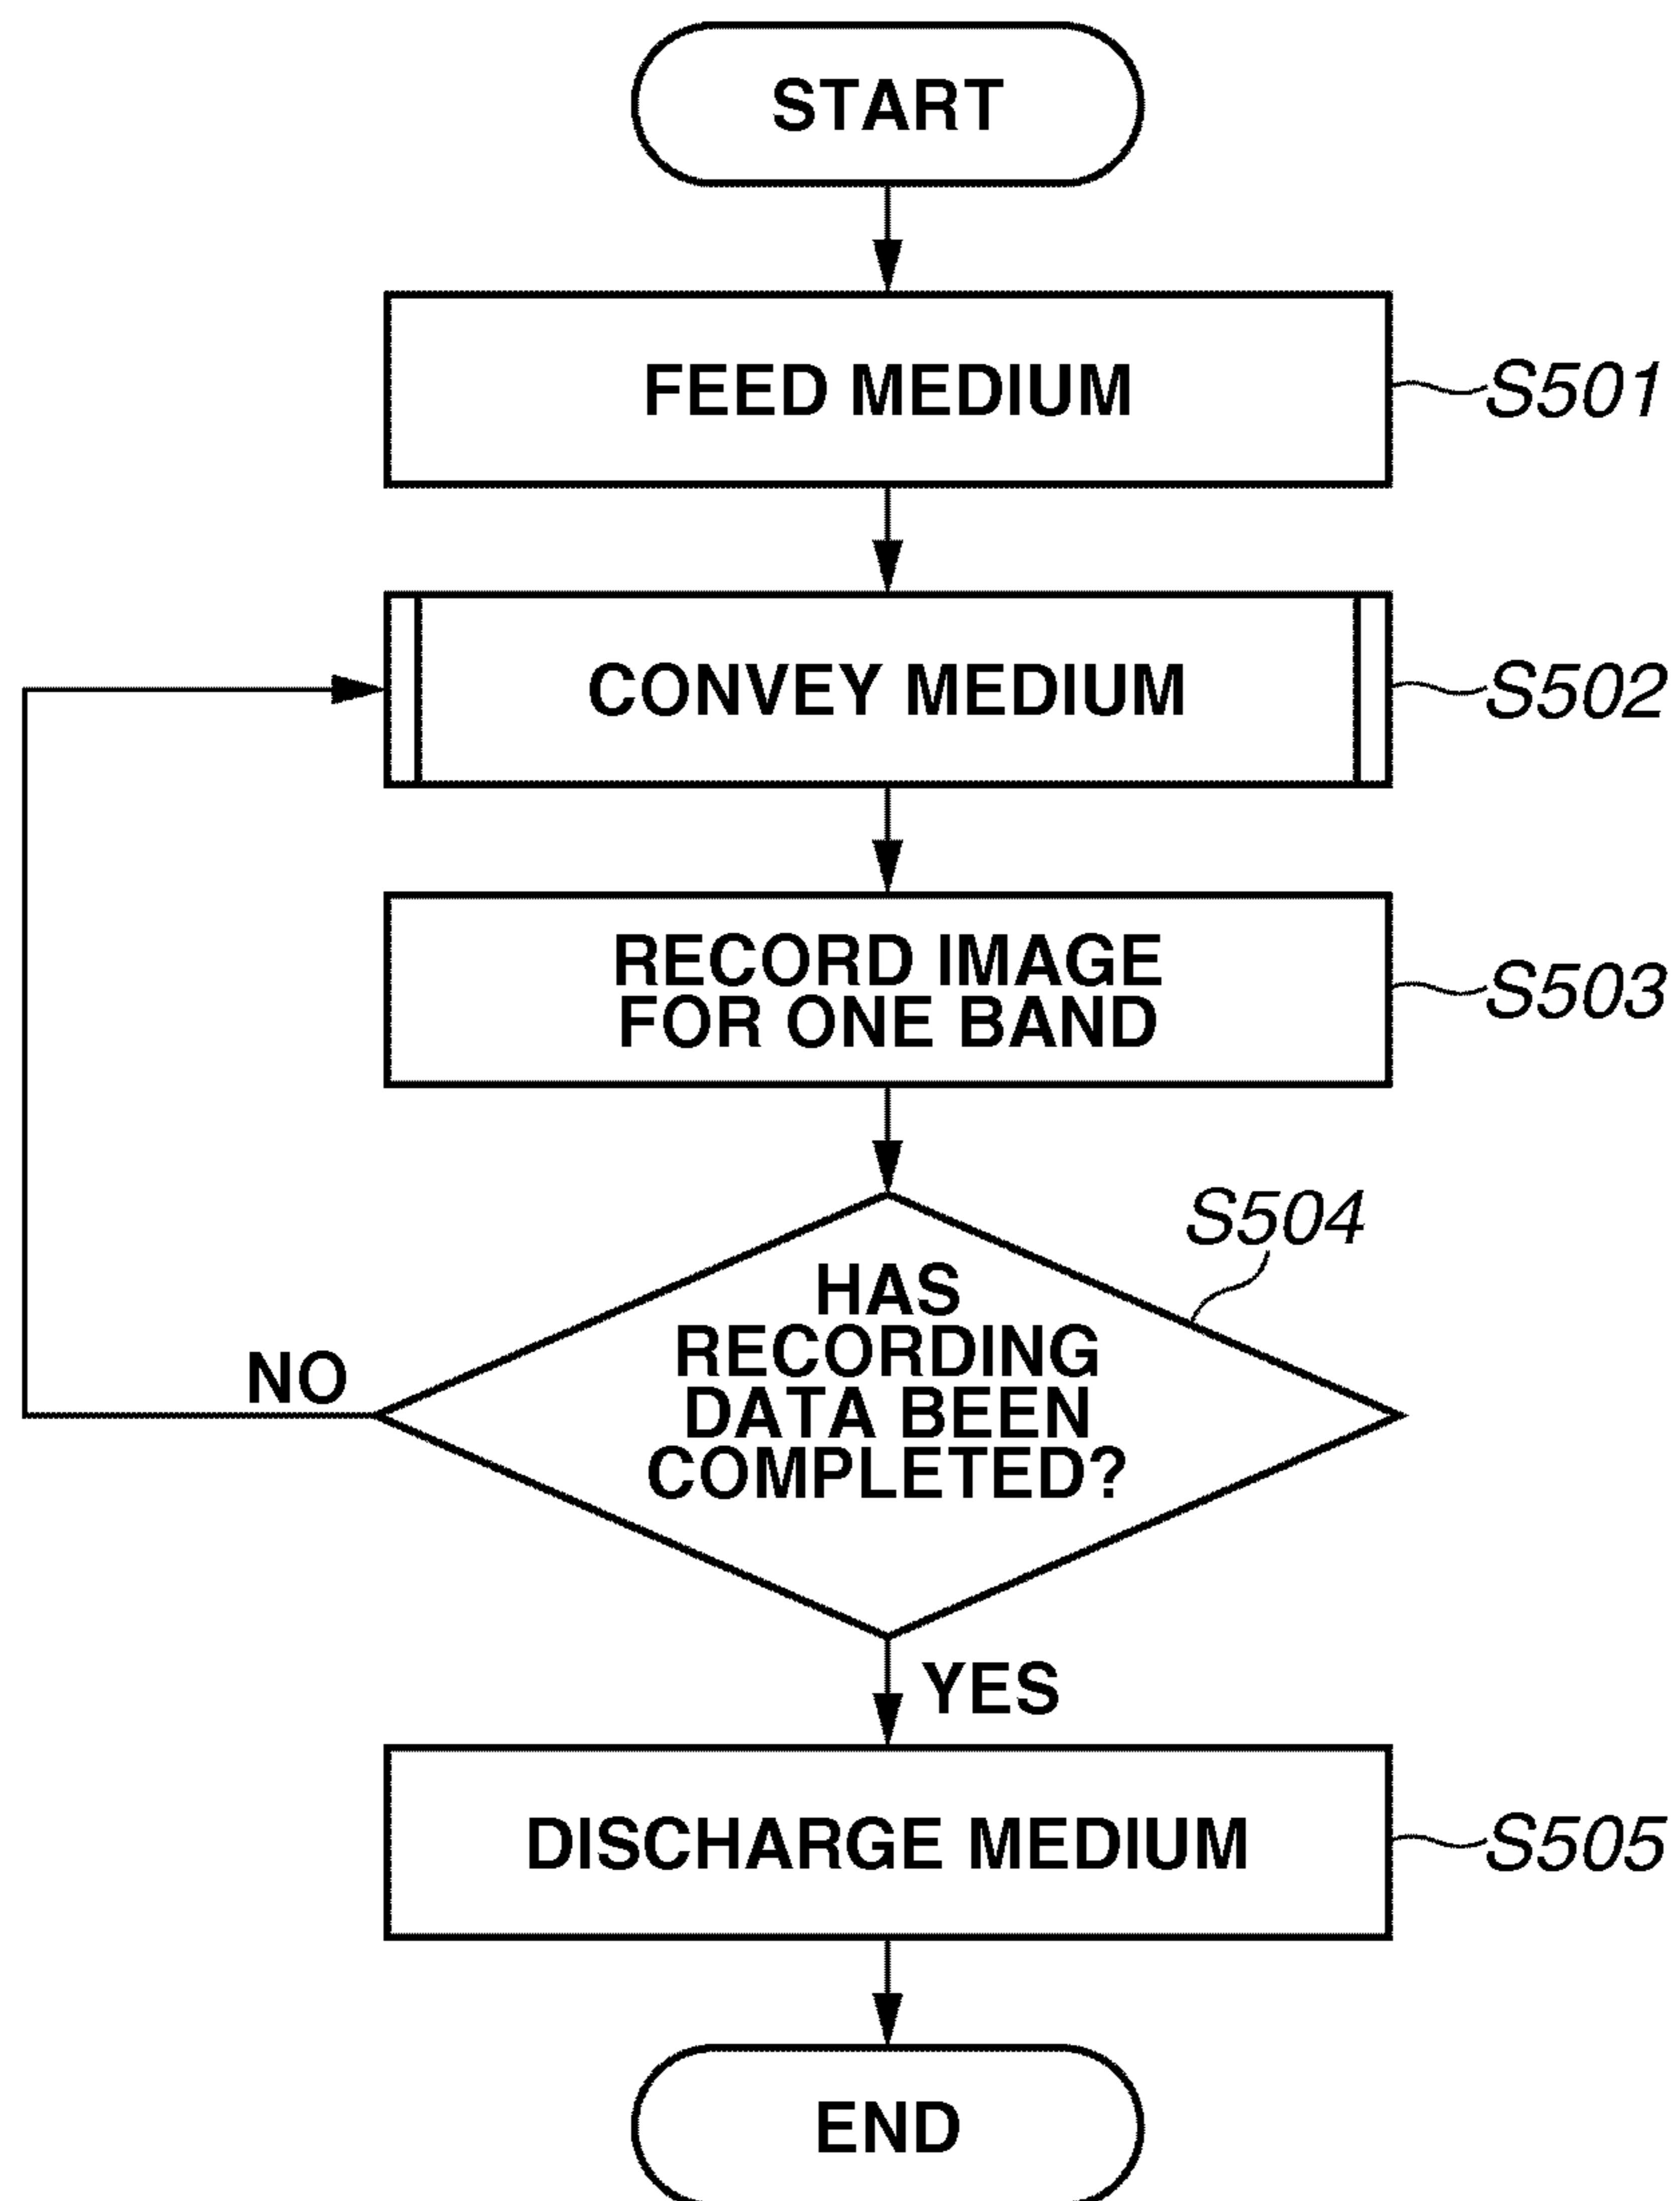 START
FEED MEDIUM
S501
CONVEY MEDIUM
S502
RECORD IMAGE
FOR ONE BAND
S503
S504
HAS
RECORDING
DATA BEEN
COMPLETED?
NO
YES
DISCHARGE MEDIUM
S505
END